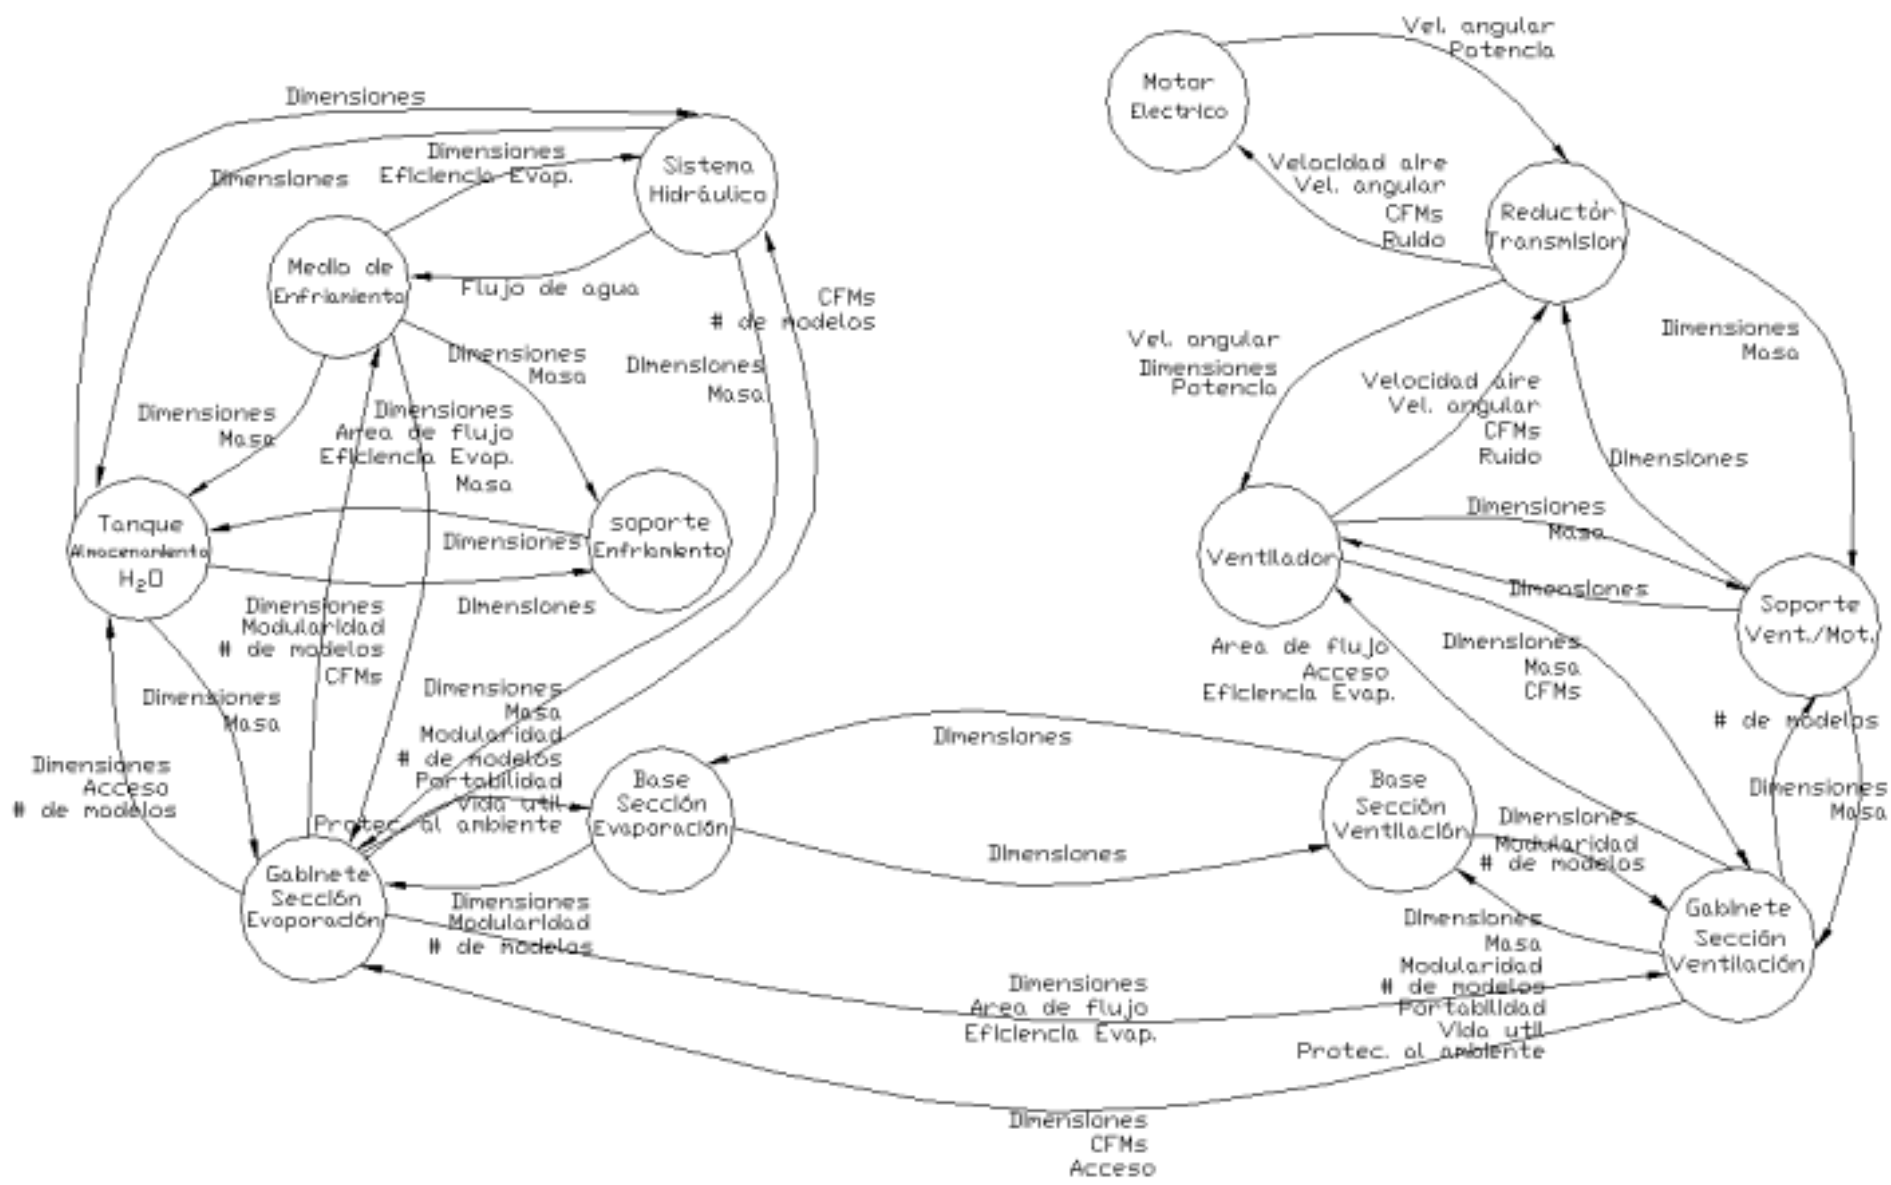 Dimensiones
Dimensiones
Eficiencia Evap.
Dimensiones
Sistema
Hidráulico
Medio de
Enfriamiento
Flujo de agua
CFMs
# de modelos
Dimensiones
Masa
Dimensiones
Masa
Dimensiones
Masa
Dimensiones
Area de flujo
Eficiencia Evap.
Masa
Tanque
Almacenamiento
H2O
soporte
Enfriamiento
Dimensiones
Dimensiones
Dimensiones
Modularidad
# de modelos
CFMs
Dimensiones
Masa
Dimensiones
Acceso
# de modelos
Dimensiones
Masa
Modularidad
# de modelos
Portabilidad
Vida util
Protec. al ambiente
Base
Sección
Evaporación
Gabinete
Sección
Evaporación
Dimensiones
Modularidad
# de modelos
Dimensiones
Dimensiones
Dimensiones
Area de flujo
Eficiencia Evap.
Dimensiones
CFMs
Acceso
Vel. angular
Potencia
Motor
Electrico
Velocidad aire
Vel. angular
CFMs
Ruido
Reductór
Transmision
Vel. angular
Dimensiones
Potencia
Dimensiones
Masa
Velocidad aire
Vel. angular
CFMs
Ruido
Dimensiones
Dimensiones
Masa
Ventilador
Dimensiones
Soporte
Vent./Mot.
Area de flujo
Acceso
Eficiencia Evap.
Dimensiones
Masa
CFMs
# de modelos
Dimensiones
Masa
Base
Sección
Ventilación
Dimensiones
Modularidad
# de modelos
Gabinete
Sección
Ventilación
Dimensiones
Masa
Modularidad
# de modelos
Portabilidad
Vida util
Protec. al ambiente